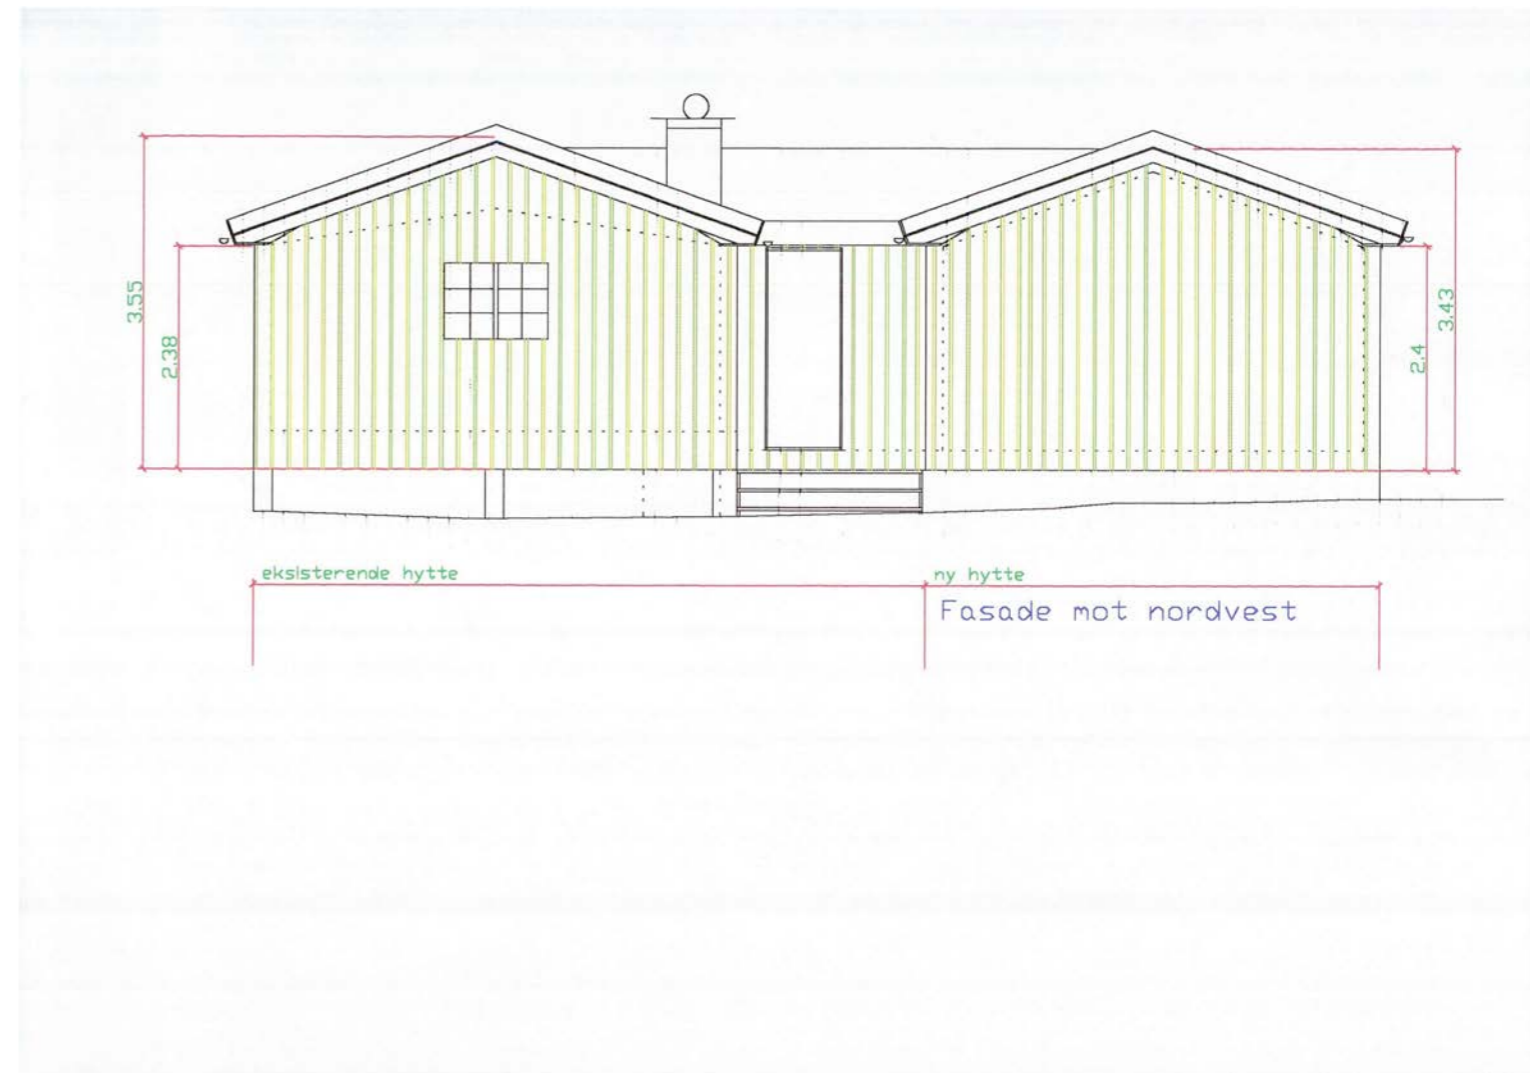 3.55
2.38
3.43
2.4
eksisterende hytte
ny hytte
Fasade mot nordvest